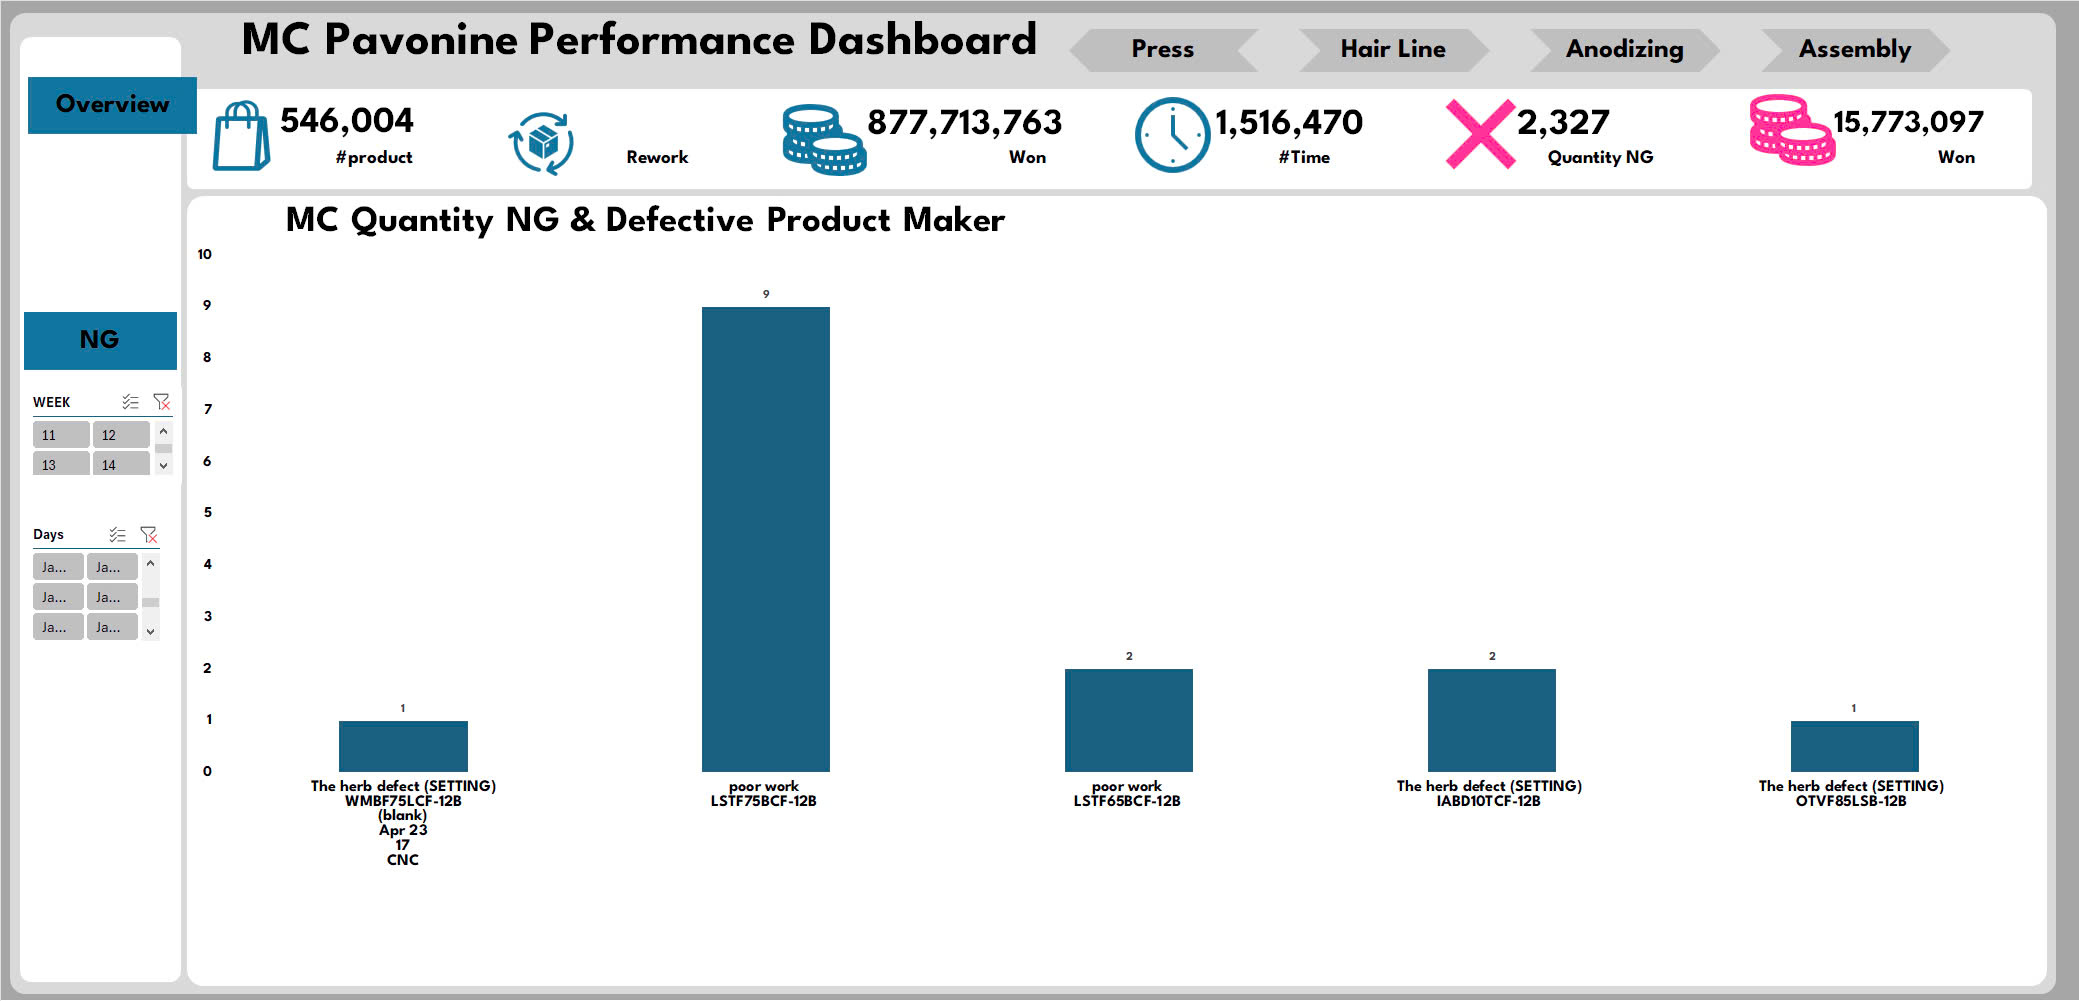 MC Pavonine Performance Dashboard
Press
Hair Line
Anodizing
Assembly
Overview
546,004
#product
Rework
877,713,763
Won
1,516,470
#Time
2,327
Quantity NG
15,773,097
Won
MC Quantity NG & Defective Product Maker
NG
WEEK
11
12
13
14
Days
Ja...
Ja...
Ja...
Ja...
Ja...
Ja...
10
9
8
7
6
5
4
3
2
1
0
1
9
2
2
1
The herb defect (SETTING)
WMBF75LCF-12B
(blank)
Apr 23
17
CNC
poor work
LSTF75BCF-12B
poor work
LSTF65BCF-12B
The herb defect (SETTING)
IABD10TCF-12B
The herb defect (SETTING)
OTVF85LSB-12B